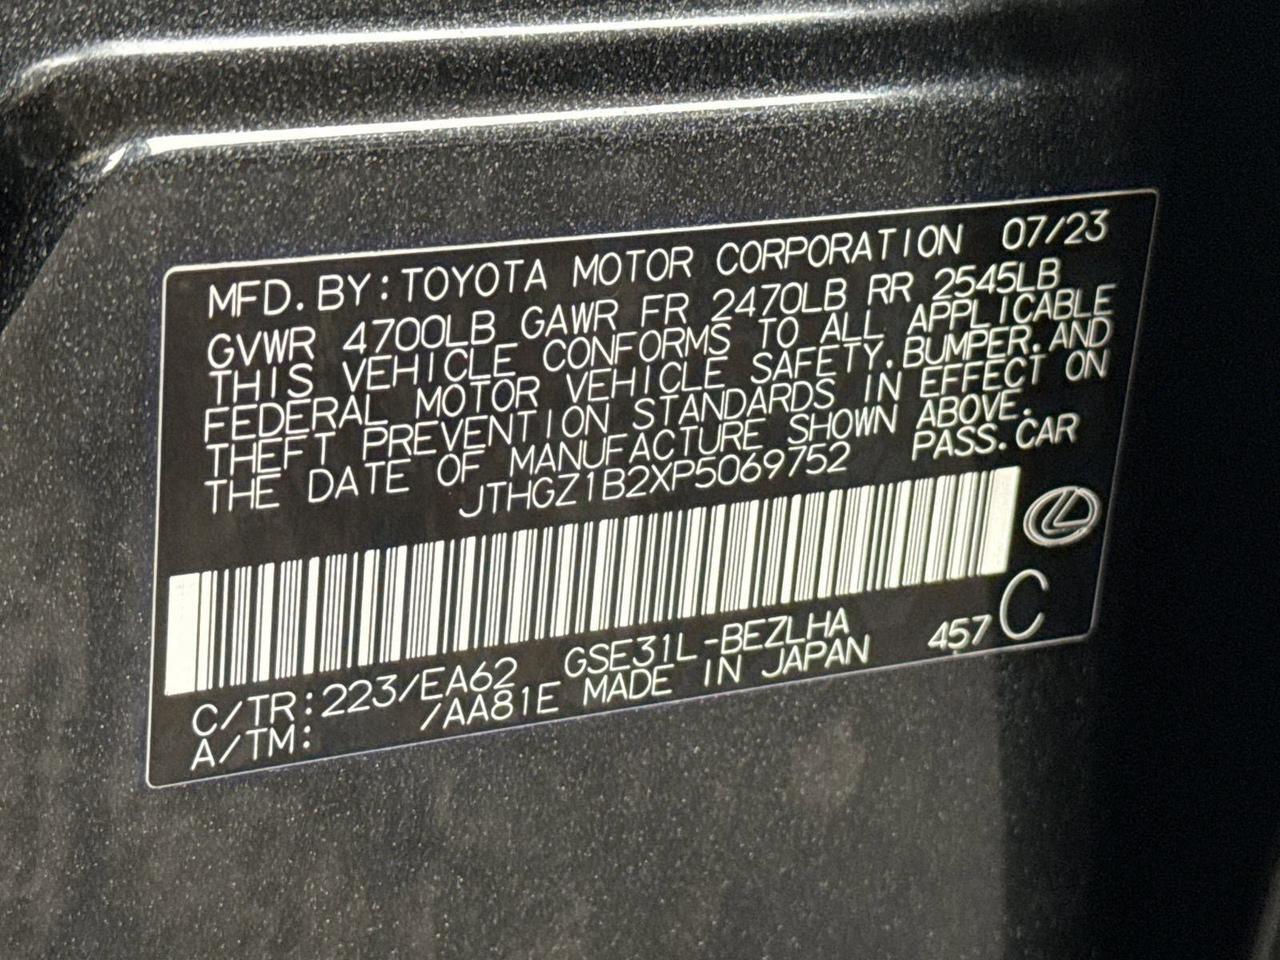 MFD. BY: TOYOTA MOTOR CORPORATION 07/23
GVWR 4700LB GAWR FR 2470LB RR 2545LB
THIS VEHICLE CONFORMS TO ALL APPLICABLE
FEDERAL MOTOR VEHICLE SAFETY, BUMPER, AND
THEFT PREVENTION STANDARDS IN EFFECT ON
THE DATE OF MANUFACTURE SHOWN ABOVE.
JTHGZ1B2XP5069752 PASS. CAR
C/TR: 223/EA62 GSE31L-BEZLHA 457 C
A/TM: /AA81E MADE IN JAPAN